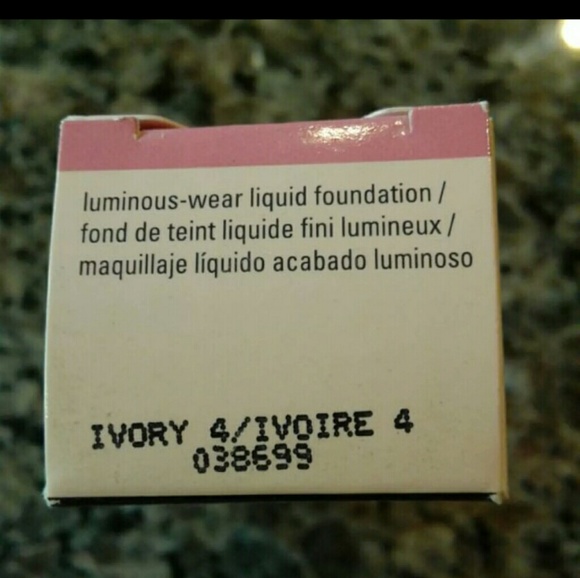 luminous-wear liquid foundation /
fond de teint liquide fini lumineux /
maquillaje líquido acabado luminoso
IVORY 4/IVOIRE 4
038699